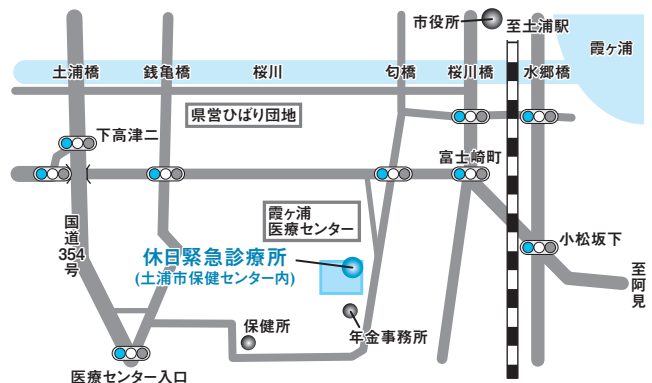 市役所
至土浦駅
霞ヶ浦
土浦橋
銭亀橋
桜川
匂橋
桜川橋
水郷橋
県営ひばり団地
下高津二
富士崎町
霞ヶ浦
医療センター
国道354号
小松坂下
休日緊急診療所
(土浦市保健センター内)
至阿見
保健所
年金事務所
医療センター入口